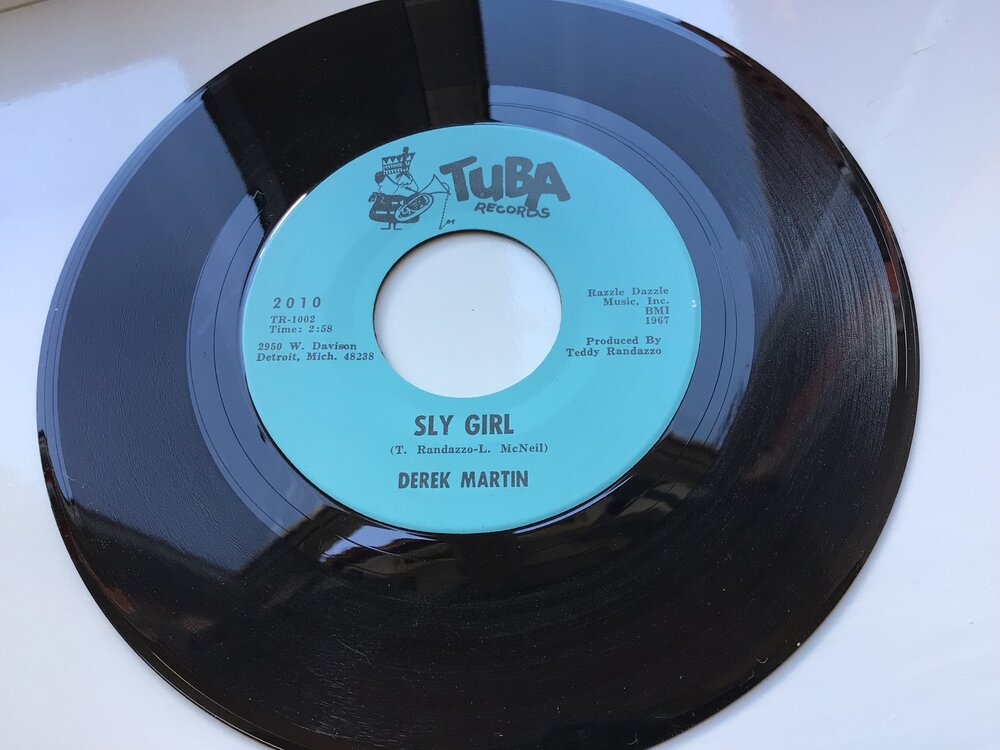 TUBA
RECORDS
2010
TR-1002
Time: 2:58
2950 W. Davison
Detroit, Mich. 48238
Razzle Dazzle
Music, Inc.
BMI
1967
Produced By
Teddy Randazzo
SLY GIRL
(T. Randazzo-L. McNeil)
DEREK MARTIN